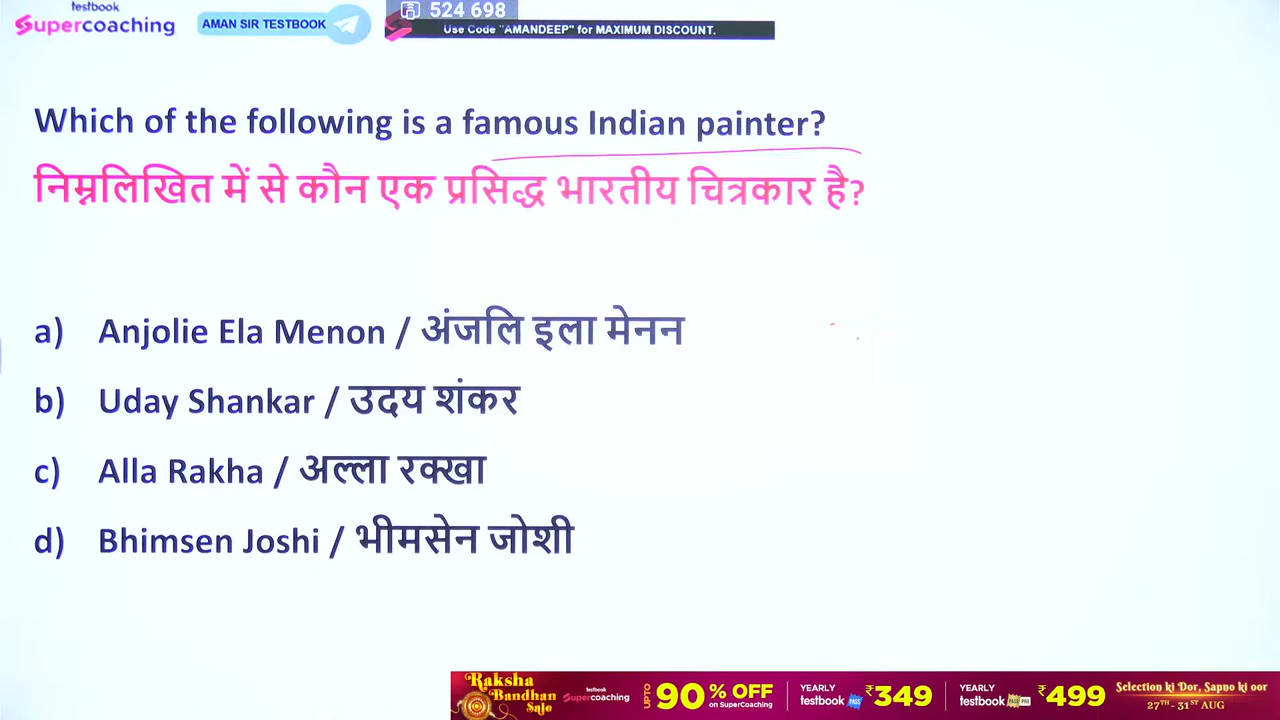 testbook
Supercoaching
AMAN SIR TESTBOOK
524 698
Use Code "AMANDEEP" for MAXIMUM DISCOUNT.
Which of the following is a famous Indian painter?
निम्नलिखित में से कौन एक प्रसिद्ध भारतीय चित्रकार है?
a) Anjolie Ela Menon / अंजलि इला मेनन
b) Uday Shankar / उदय शंकर
c) Alla Rakha / अल्ला रक्खा
d) Bhimsen Joshi / भीमसेन जोशी
Raksha Bandhan Sale
testbook Supercoaching
UPTO 90% OFF on SuperCoaching
YEARLY testbook PASS ₹349
YEARLY testbook PASS PRO ₹499
Selection ki Dor, Sapno ki oor
27TH - 31ST AUG